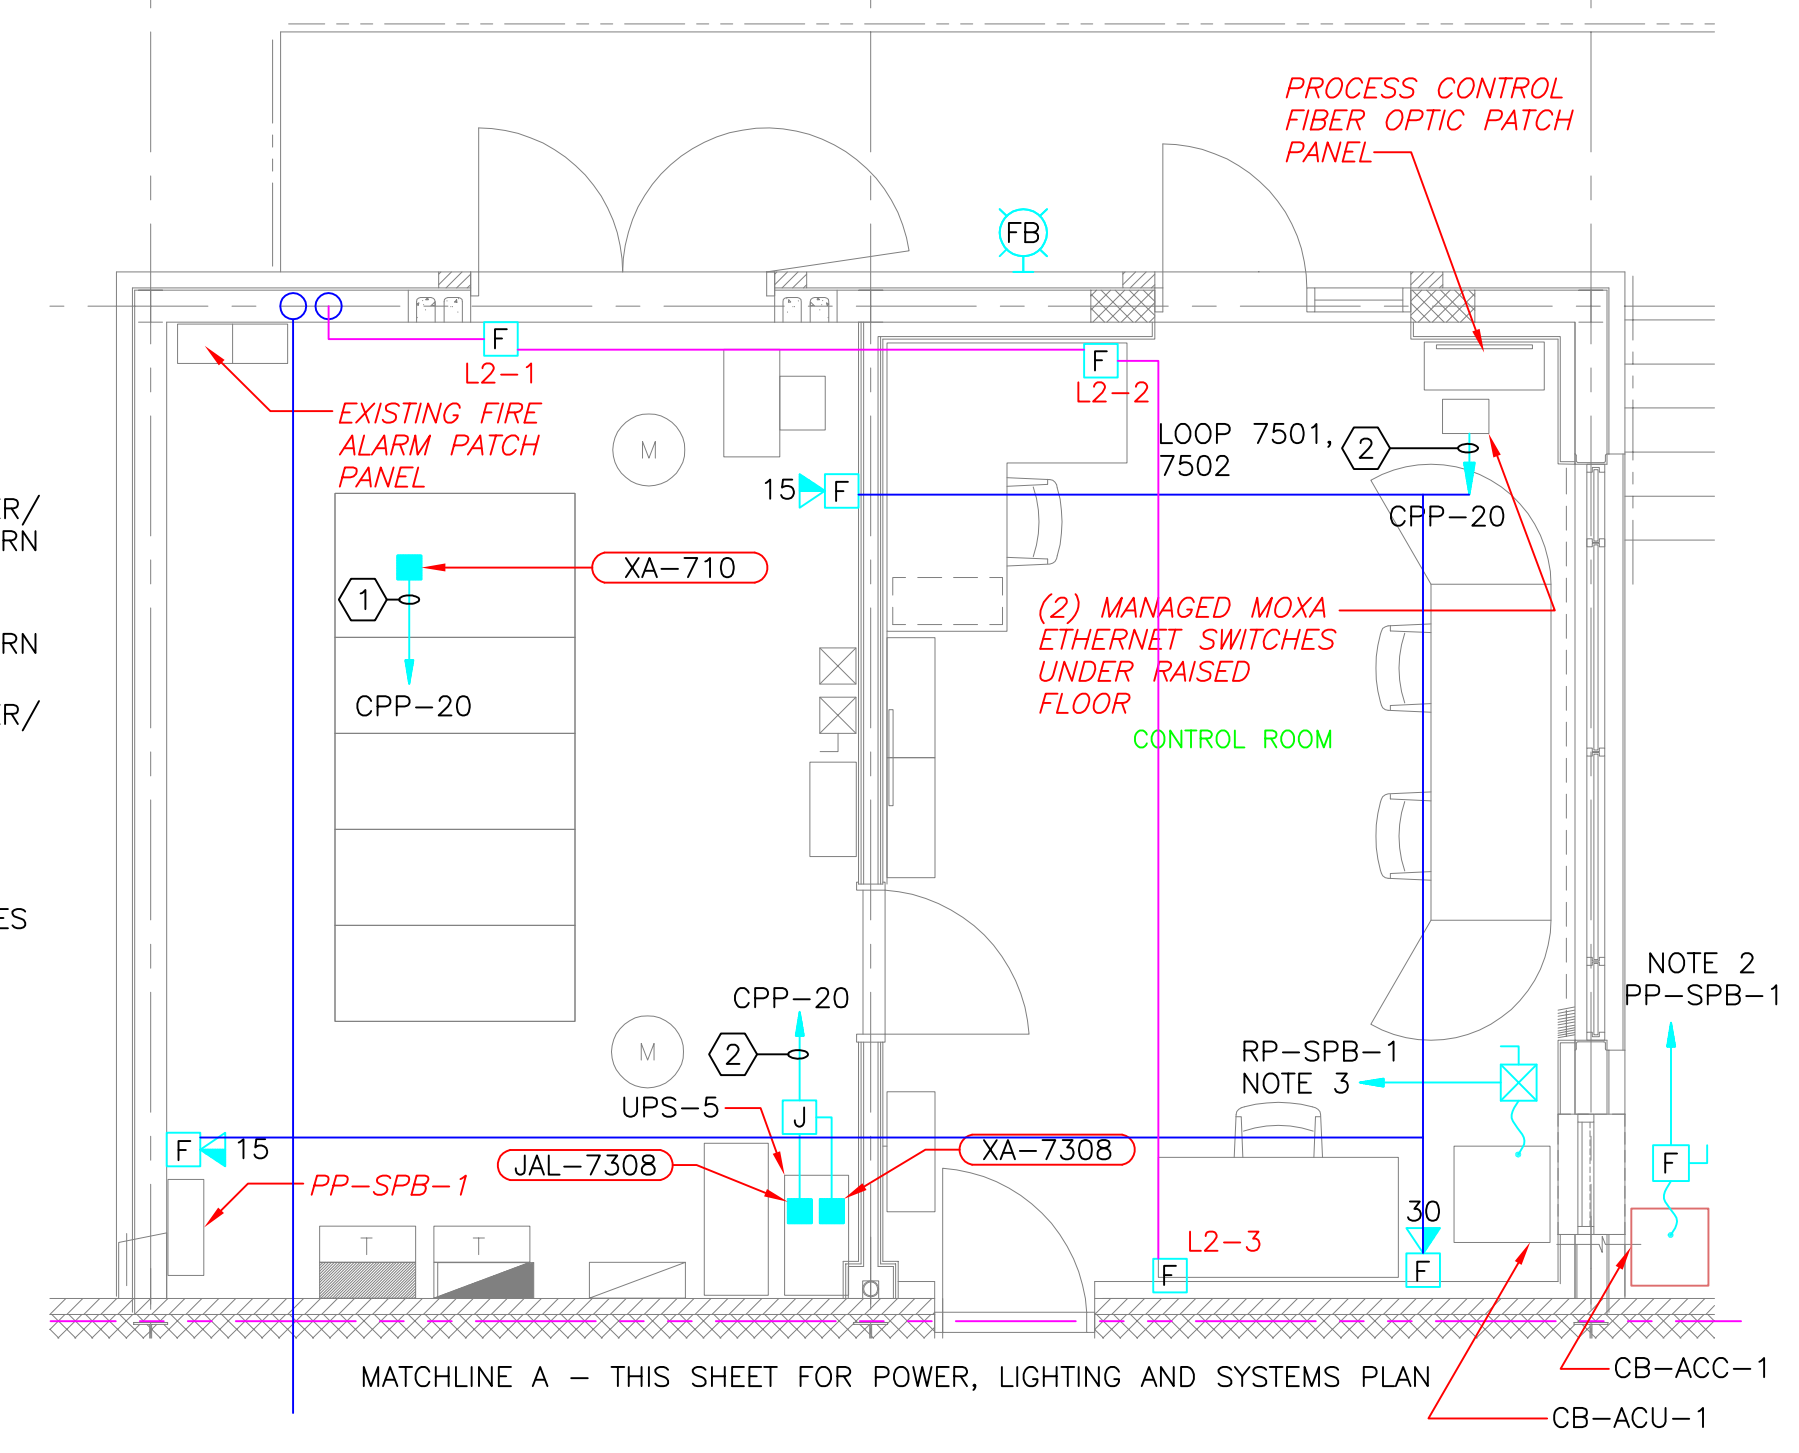 PROCESS CONTROL
FIBER OPTIC PATCH
PANEL
FB
F
L2-1
F
L2-2
EXISTING FIRE
ALARM PATCH
PANEL
M
LOOP 7501,
7502
2
15
F
CPP-20
ER/
RN
XA-710
1
(2) MANAGED MOXA
ETHERNET SWITCHES
UNDER RAISED
FLOOR
RN
CPP-20
ER/
CONTROL ROOM
ES
NOTE 2
PP-SPB-1
CPP-20
M
2
RP-SPB-1
NOTE 3
UPS-5
J
F
15
JAL-7308
XA-7308
F
PP-SPB-1
30
T
T
L2-3
F
F
MATCHLINE A - THIS SHEET FOR POWER, LIGHTING AND SYSTEMS PLAN
CB-ACC-1
CB-ACU-1